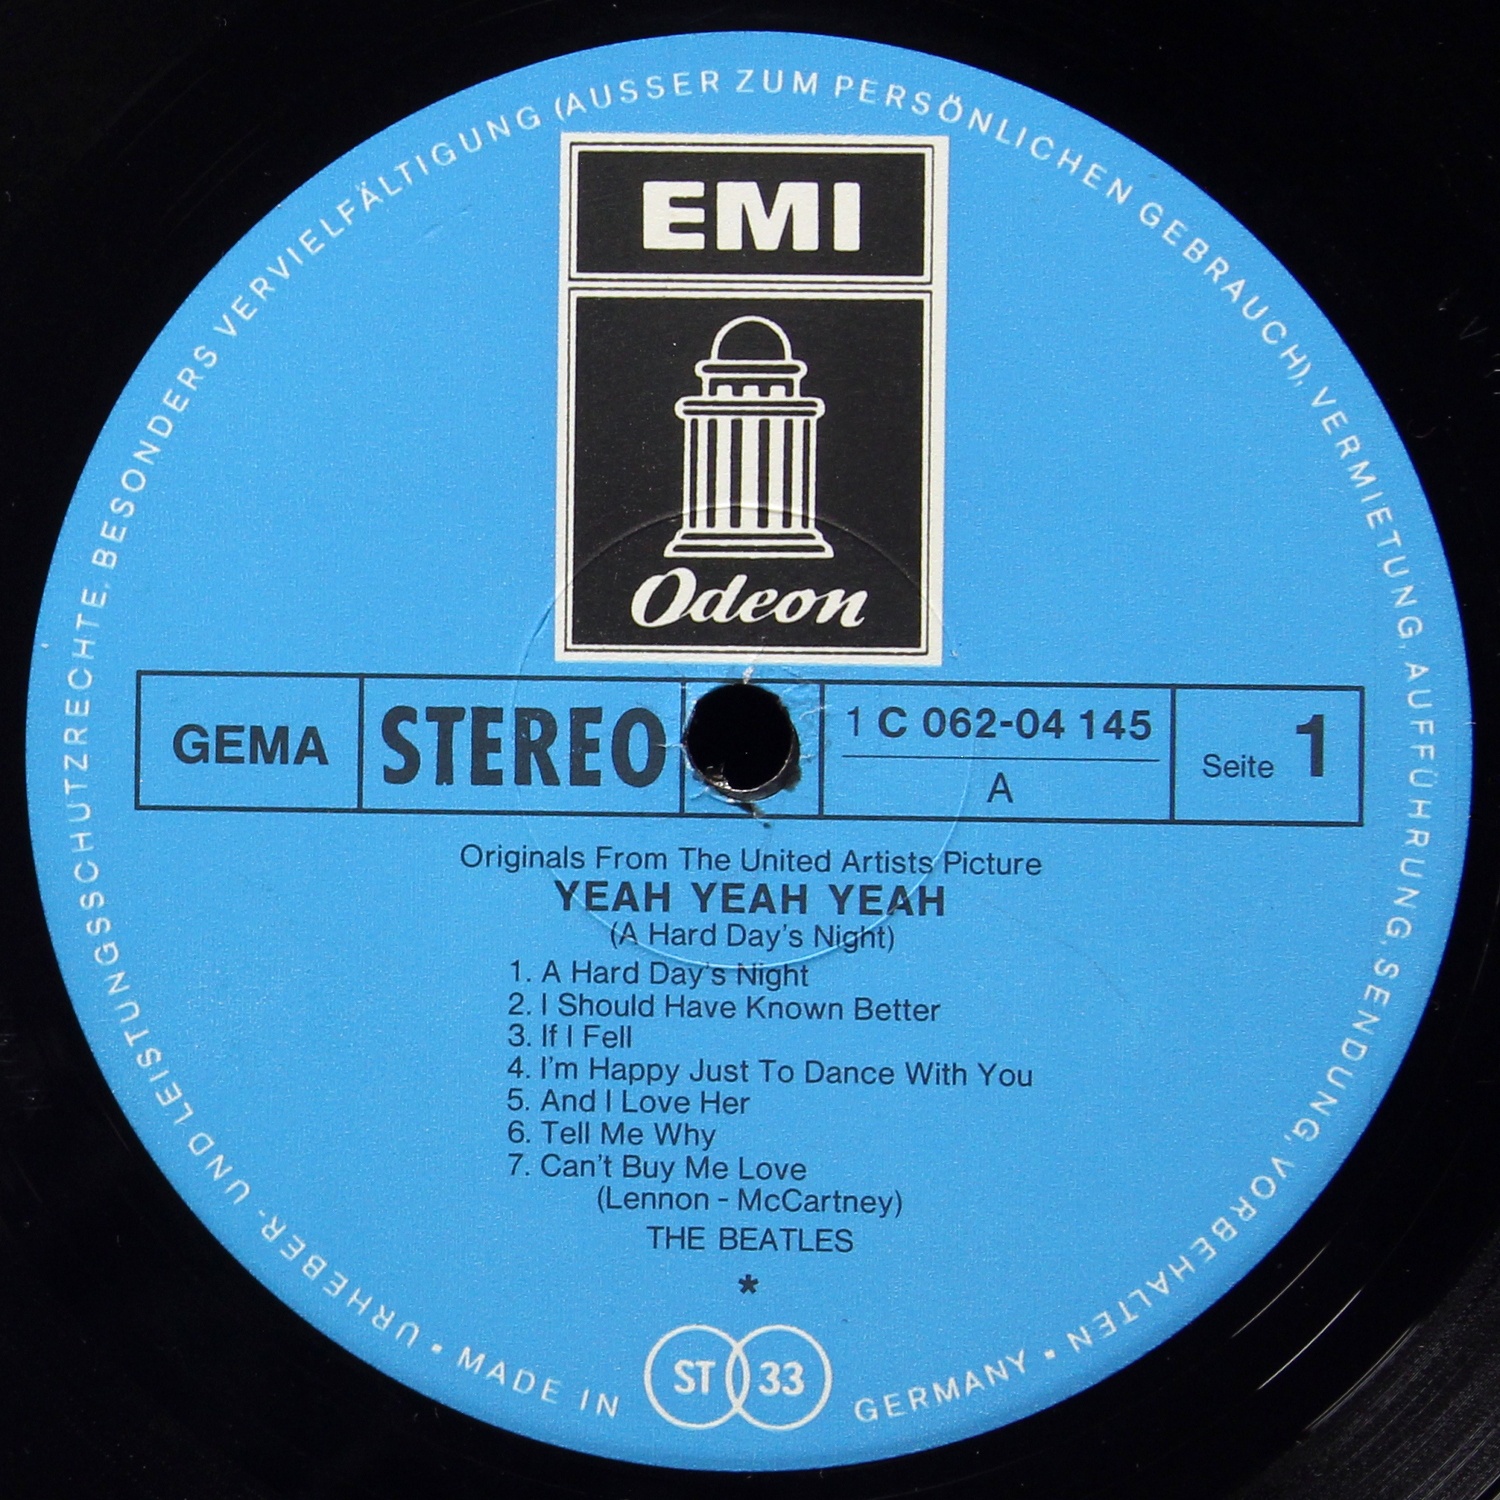 URHEBER- UND LEISTUNGSSCHUTZRECHTE, BESONDERS VERVIELFÄLTIGUNG (AUSSER ZUM PERSÖNLICHEN GEBRAUCH), VERMIETUNG, AUFFÜHRUNG, SENDUNG, VORBEHALTEN
EMI
Odeon
GEMA
STEREO
1 C 062-04 145
A
Seite 1
Originals From The United Artists Picture
YEAH YEAH YEAH
(A Hard Day's Night)
1. A Hard Day's Night
2. I Should Have Known Better
3. If I Fell
4. I'm Happy Just To Dance With You
5. And I Love Her
6. Tell Me Why
7. Can't Buy Me Love
(Lennon - McCartney)
THE BEATLES
*
• MADE IN ST 33 GERMANY •